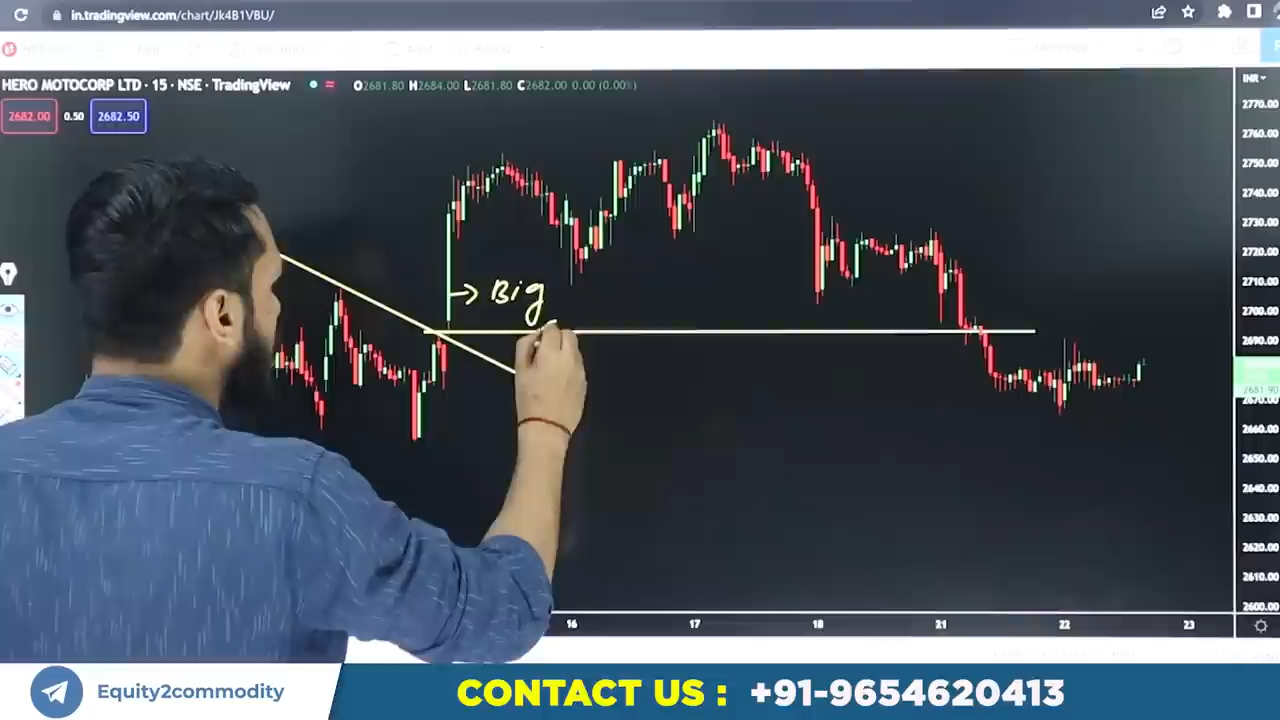 in.tradingview.com/chart/Jk4B1VBU/
HERO MOTOCORP LTD · 15 · NSE · TradingView
O2681.80 H2684.00 L2681.80 C2682.00 0.00 (0.00%)
INR
2682.00 0.50 2682.50
2770.00
2760.00
2750.00
2740.00
2730.00
2720.00
2710.00
2700.00
2690.00
2681.90
2670.00
2660.00
2650.00
2640.00
2630.00
2620.00
2610.00
2600.00
Big
16 17 18 21 22 23
Equity2commodity
CONTACT US : +91-9654620413